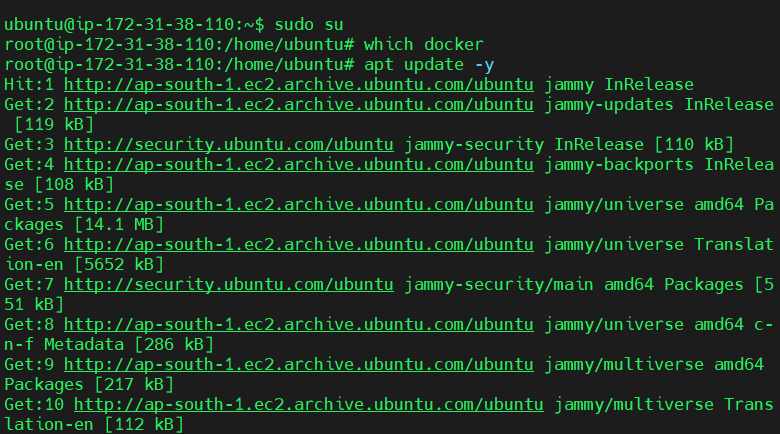 ubuntu@ip-172-31-38-110:~$ sudo su
root@ip-172-31-38-110:/home/ubuntu# which docker
root@ip-172-31-38-110:/home/ubuntu# apt update -y
Hit:1 http://ap-south-1.ec2.archive.ubuntu.com/ubuntu jammy InRelease
Get:2 http://ap-south-1.ec2.archive.ubuntu.com/ubuntu jammy-updates InRelease
 [119 kB]
Get:3 http://security.ubuntu.com/ubuntu jammy-security InRelease [110 kB]
Get:4 http://ap-south-1.ec2.archive.ubuntu.com/ubuntu jammy-backports InRelea
se [108 kB]
Get:5 http://ap-south-1.ec2.archive.ubuntu.com/ubuntu jammy/universe amd64 Pa
ckages [14.1 MB]
Get:6 http://ap-south-1.ec2.archive.ubuntu.com/ubuntu jammy/universe Translat
ion-en [5652 kB]
Get:7 http://security.ubuntu.com/ubuntu jammy-security/main amd64 Packages [5
51 kB]
Get:8 http://ap-south-1.ec2.archive.ubuntu.com/ubuntu jammy/universe amd64 c-
n-f Metadata [286 kB]
Get:9 http://ap-south-1.ec2.archive.ubuntu.com/ubuntu jammy/multiverse amd64
Packages [217 kB]
Get:10 http://ap-south-1.ec2.archive.ubuntu.com/ubuntu jammy/multiverse Trans
lation-en [112 kB]